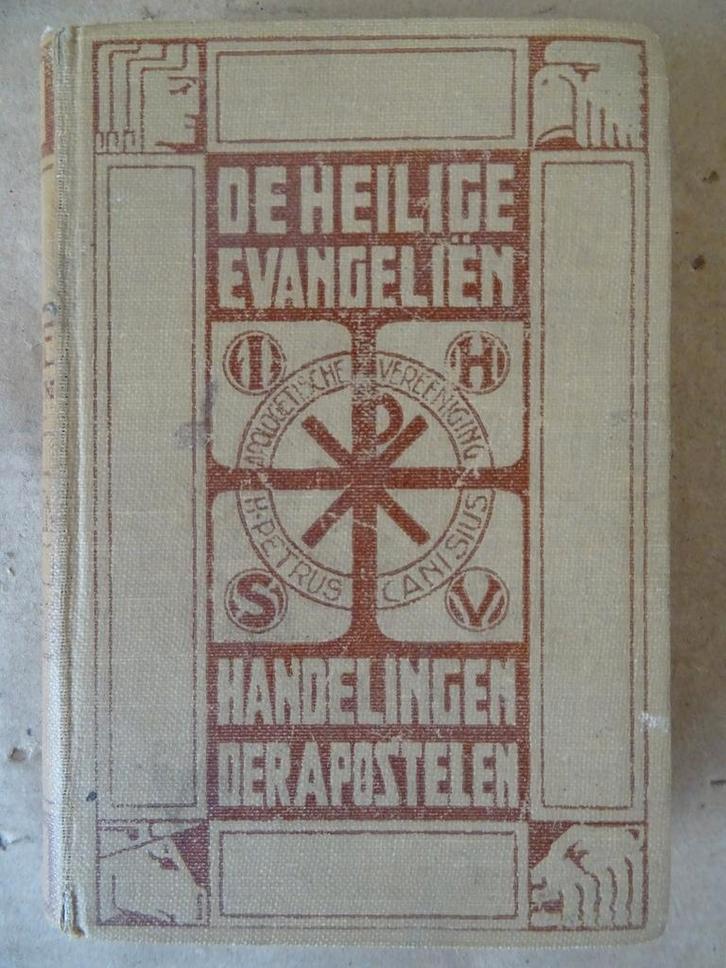 DE HEILIGE
EVANGELIËN
I H
APOLOGETISCHE VEREENIGING
H. PETRUS CANISIUS
S V
HANDELINGEN
DER APOSTELEN